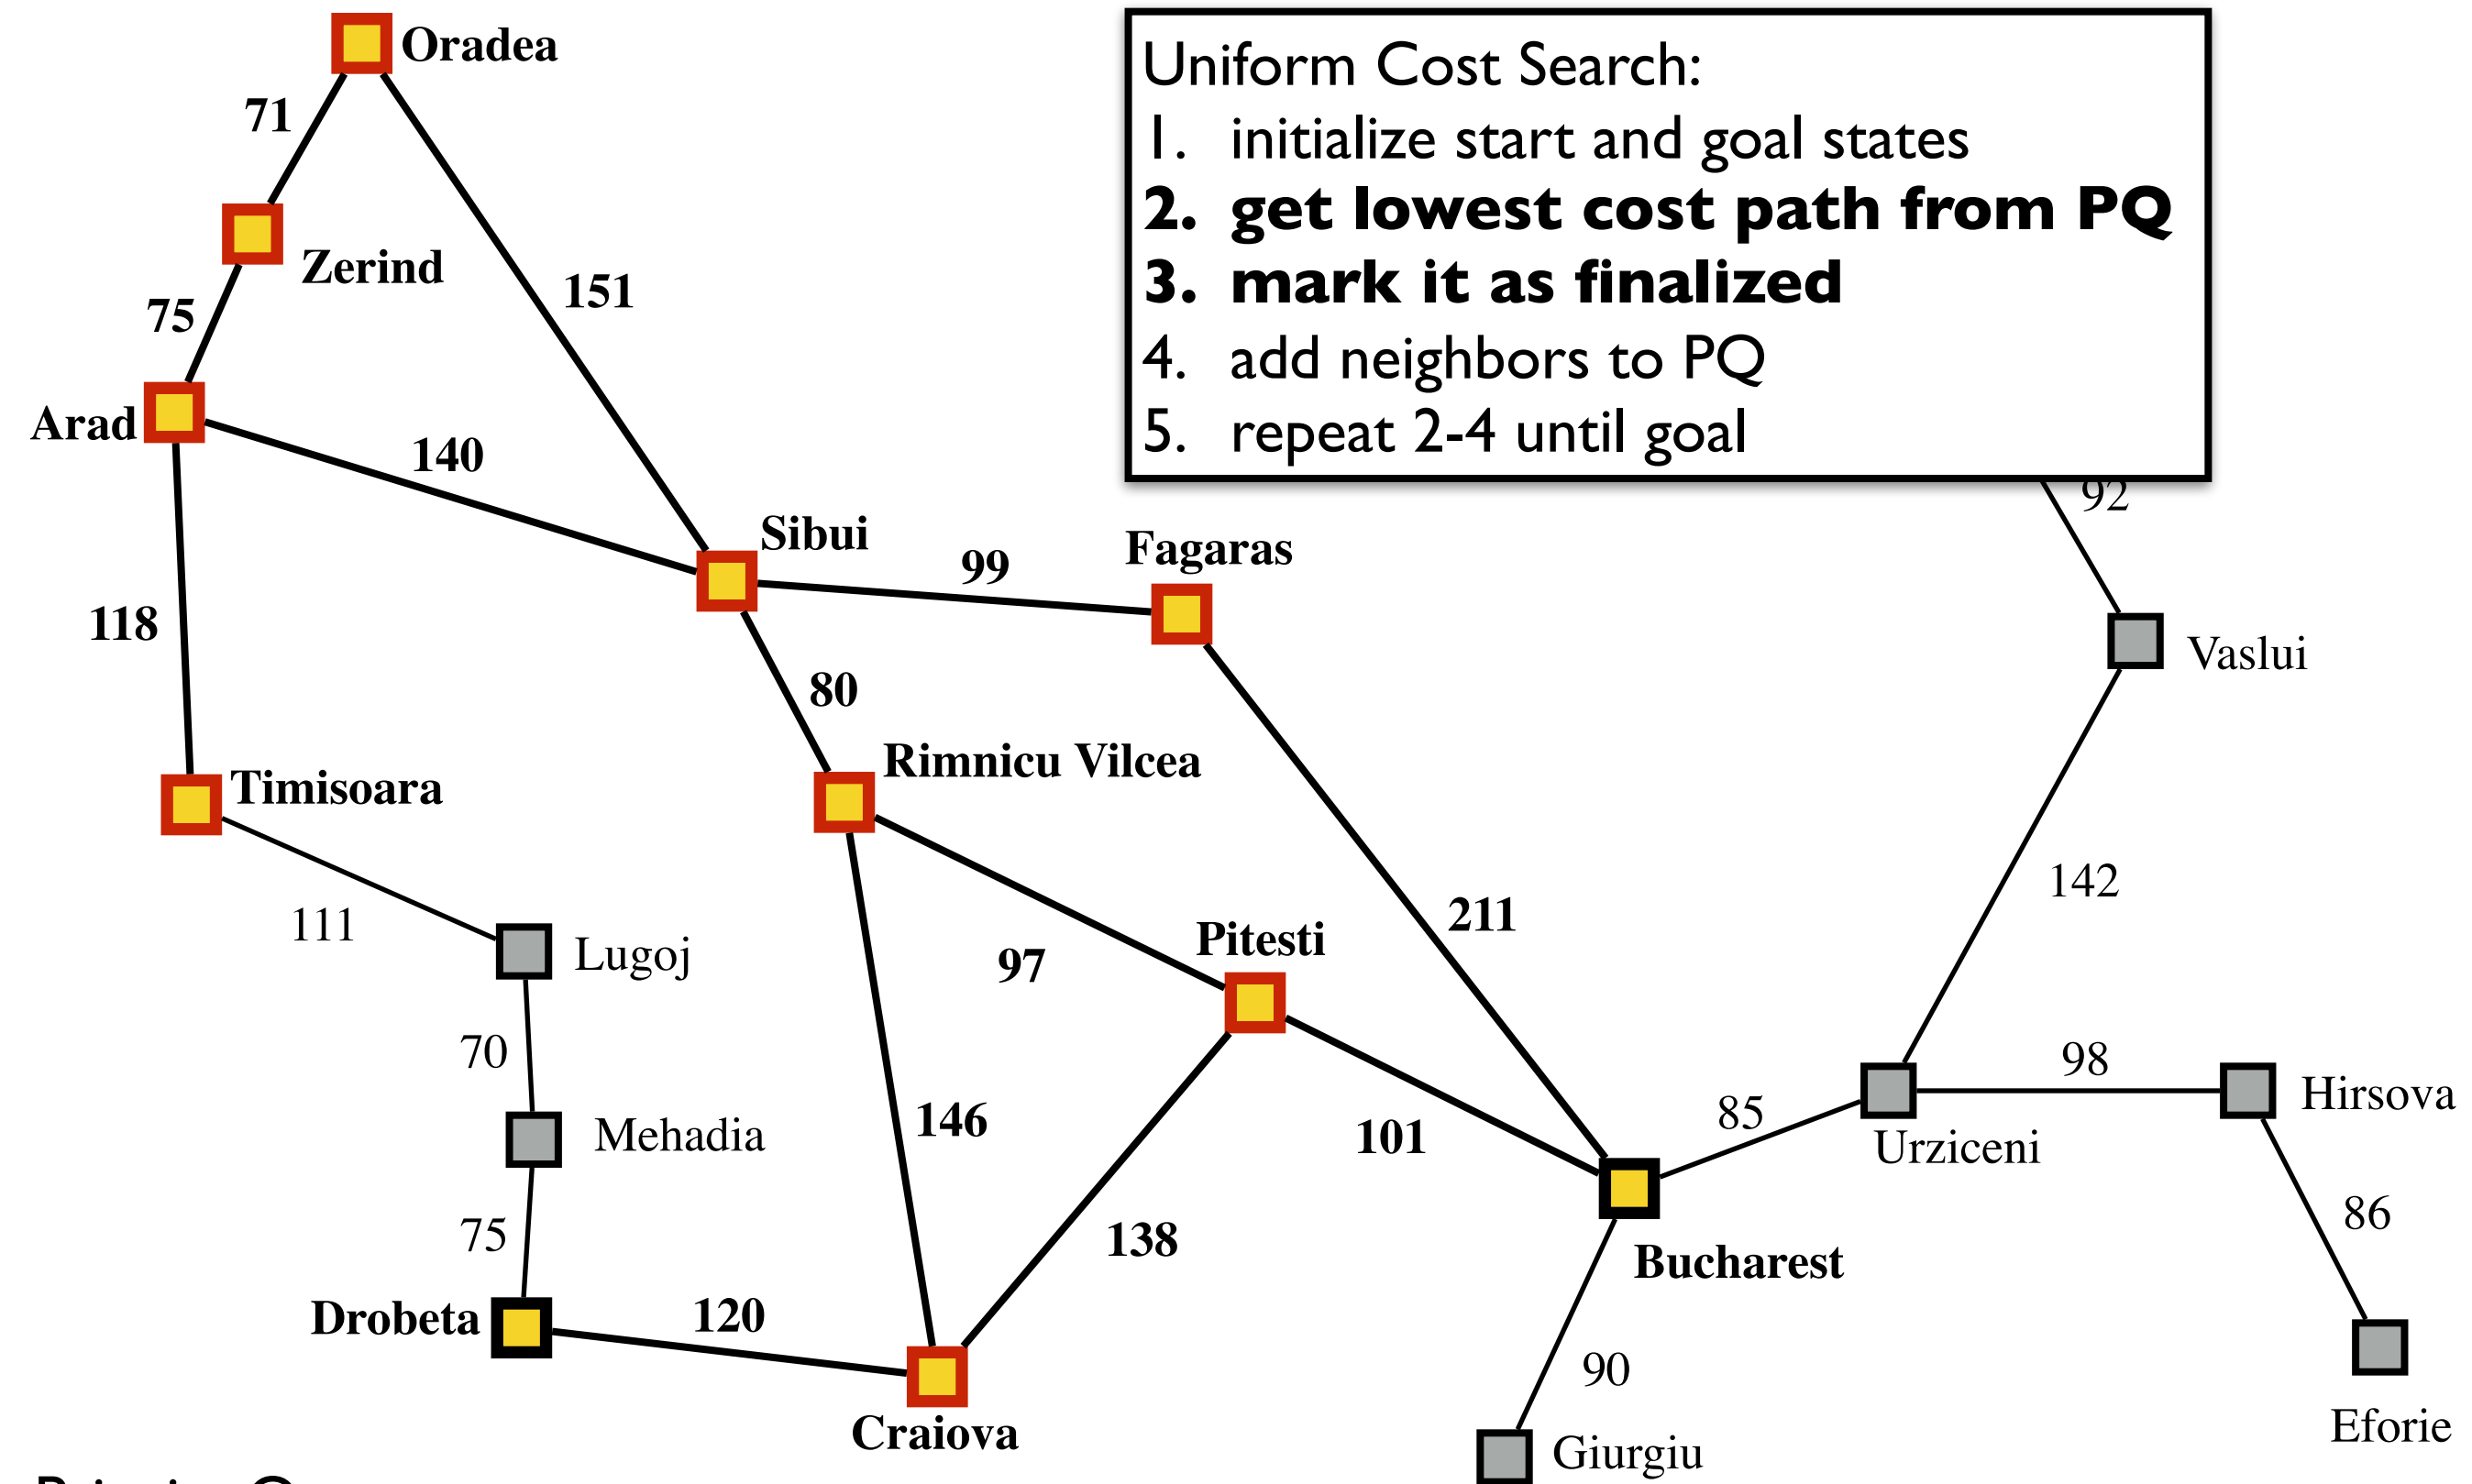 Oradea
Uniform Cost Search:
1. initialize start and goal states
2. get lowest cost path from PQ
3. mark it as finalized
4. add neighbors to PQ
5. repeat 2-4 until goal
71
Zerind
151
75
Arad
140
92
Sibui
Fagaras
99
118
Vaslui
80
Rimnicu Vilcea
Timisoara
142
111
211
Pitesti
Lugoj
97
70
98
Hirsova
85
146
Mehadia
101
Urziceni
86
75
138
Bucharest
Drobeta
120
90
Eforie
Craiova
Giurgiu